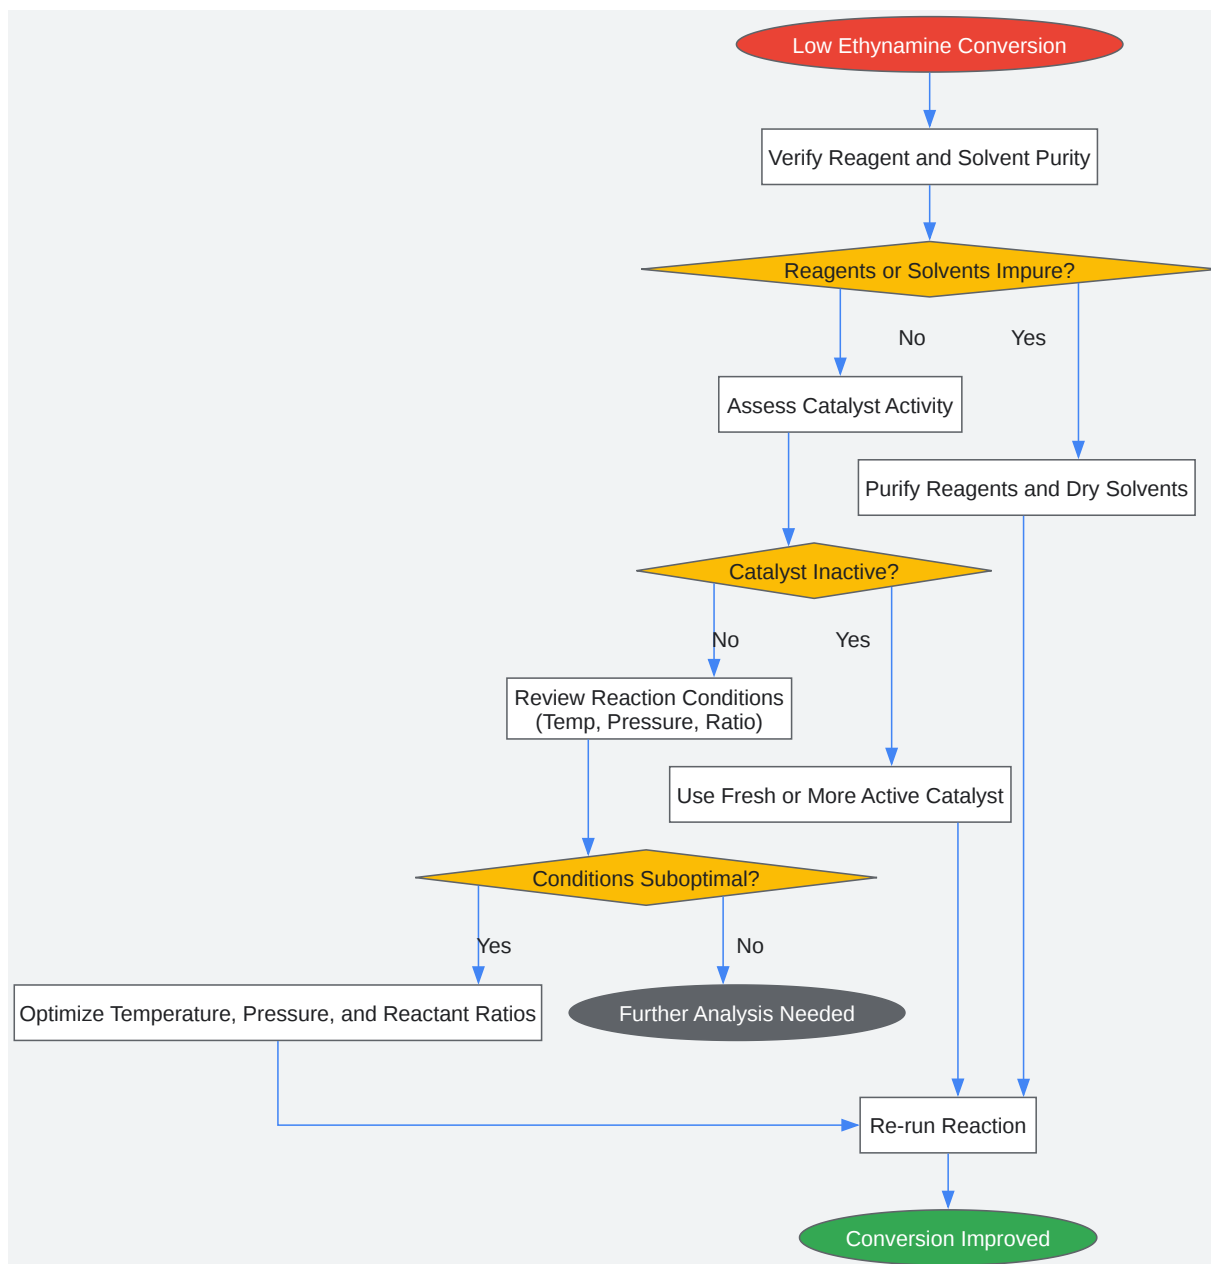 Low Ethynamine Conversion
Verify Reagent and Solvent Purity
Reagents or Solvents Impure?
No
Yes
Assess Catalyst Activity
Purify Reagents and Dry Solvents
Catalyst Inactive?
No
Yes
Review Reaction Conditions
(Temp, Pressure, Ratio)
Use Fresh or More Active Catalyst
Conditions Suboptimal?
Yes
No
Optimize Temperature, Pressure, and Reactant Ratios
Further Analysis Needed
Re-run Reaction
Conversion Improved